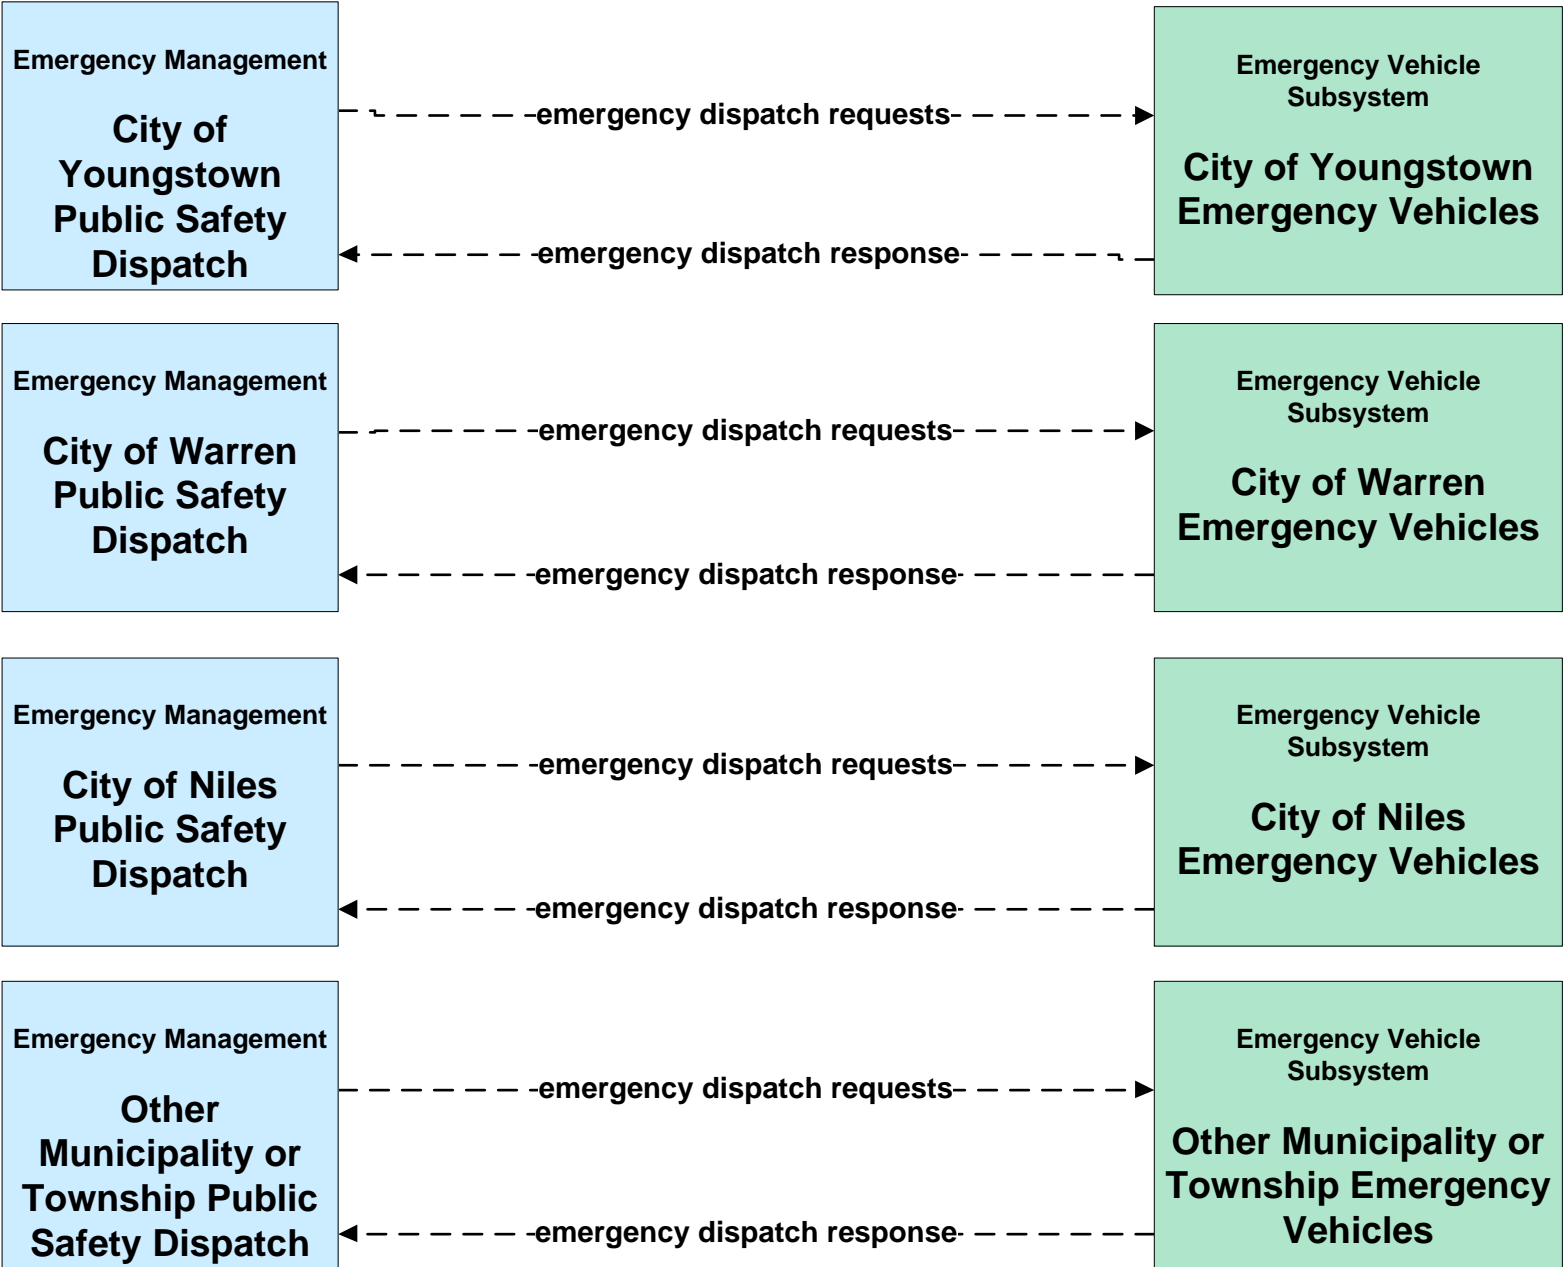 Emergency Management
City of
Youngstown
Public Safety
Dispatch
emergency dispatch requests
emergency dispatch response
Emergency Vehicle
Subsystem
City of Youngstown
Emergency Vehicles
Emergency Management
City of Warren
Public Safety
Dispatch
emergency dispatch requests
emergency dispatch response
Emergency Vehicle
Subsystem
City of Warren
Emergency Vehicles
Emergency Management
City of Niles
Public Safety
Dispatch
emergency dispatch requests
emergency dispatch response
Emergency Vehicle
Subsystem
City of Niles
Emergency Vehicles
Emergency Management
Other
Municipality or
Township Public
Safety Dispatch
emergency dispatch requests
emergency dispatch response
Emergency Vehicle
Subsystem
Other Municipality or
Township Emergency
Vehicles